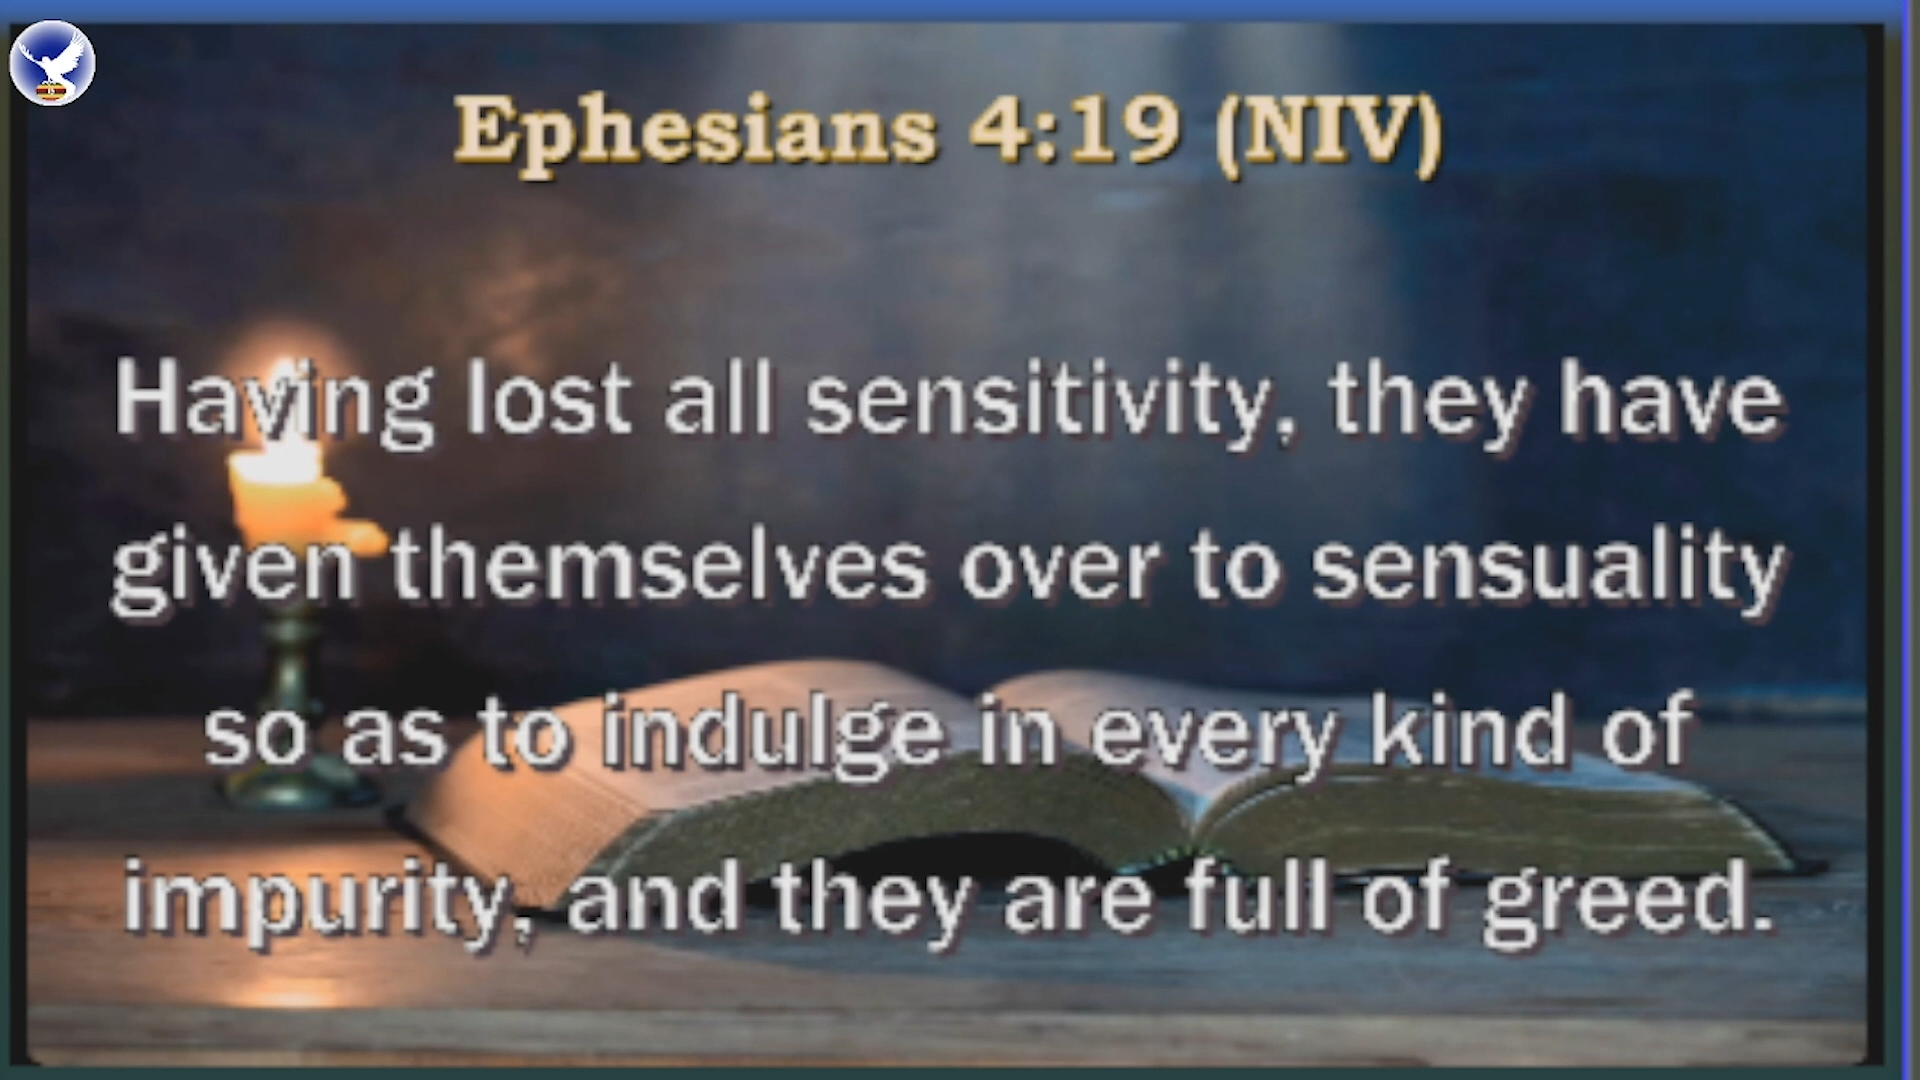 Ephesians 4:19 (NIV)
Having lost all sensitivity, they have
given themselves over to sensuality
so as to indulge in every kind of
impurity, and they are full of greed.